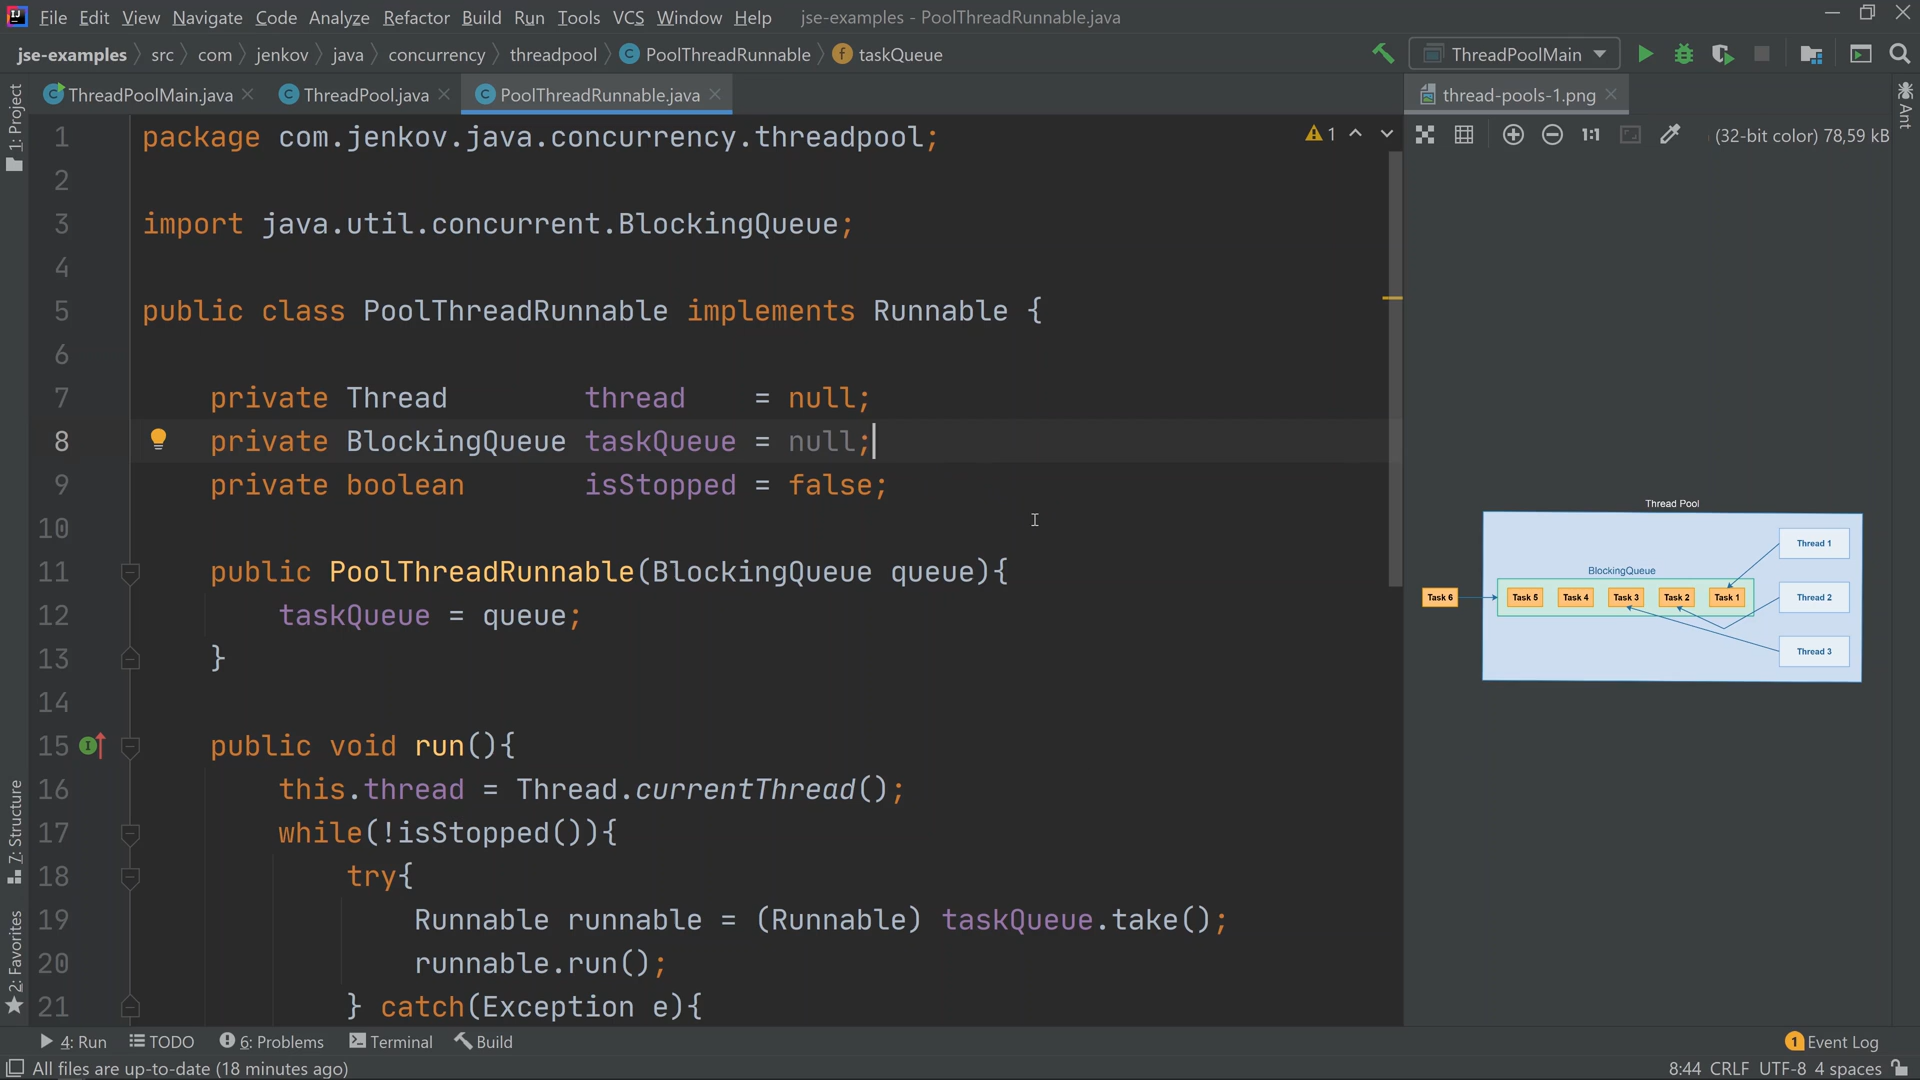 File Edit View Navigate Code Analyze Refactor Build Run Tools VCS Window Help jse-examples - PoolThreadRunnable.java
jse-examples src com jenkov java concurrency threadpool PoolThreadRunnable taskQueue ThreadPoolMain
ThreadPoolMain.java ThreadPool.java PoolThreadRunnable.java thread-pools-1.png
1: Project
Ant
1 1:1 (32-bit color) 78,59 kB
1 package com.jenkov.java.concurrency.threadpool;
2
3 import java.util.concurrent.BlockingQueue;
4
5 public class PoolThreadRunnable implements Runnable {
6
7 private Thread thread = null;
8 private BlockingQueue taskQueue = null;
9 private boolean isStopped = false;
10
11 public PoolThreadRunnable(BlockingQueue queue){
12 taskQueue = queue;
13 }
14
15 public void run(){
16 this.thread = Thread.currentThread();
17 while(!isStopped()){
18 try{
19 Runnable runnable = (Runnable) taskQueue.take();
20 runnable.run();
21 } catch(Exception e){
Thread Pool
Thread 1
BlockingQueue
Task 6 Task 5 Task 4 Task 3 Task 2 Task 1 Thread 2
Thread 3
7: Structure
2: Favorites
4: Run TODO 6: Problems Terminal Build 1 Event Log
All files are up-to-date (18 minutes ago) 8:44 CRLF UTF-8 4 spaces